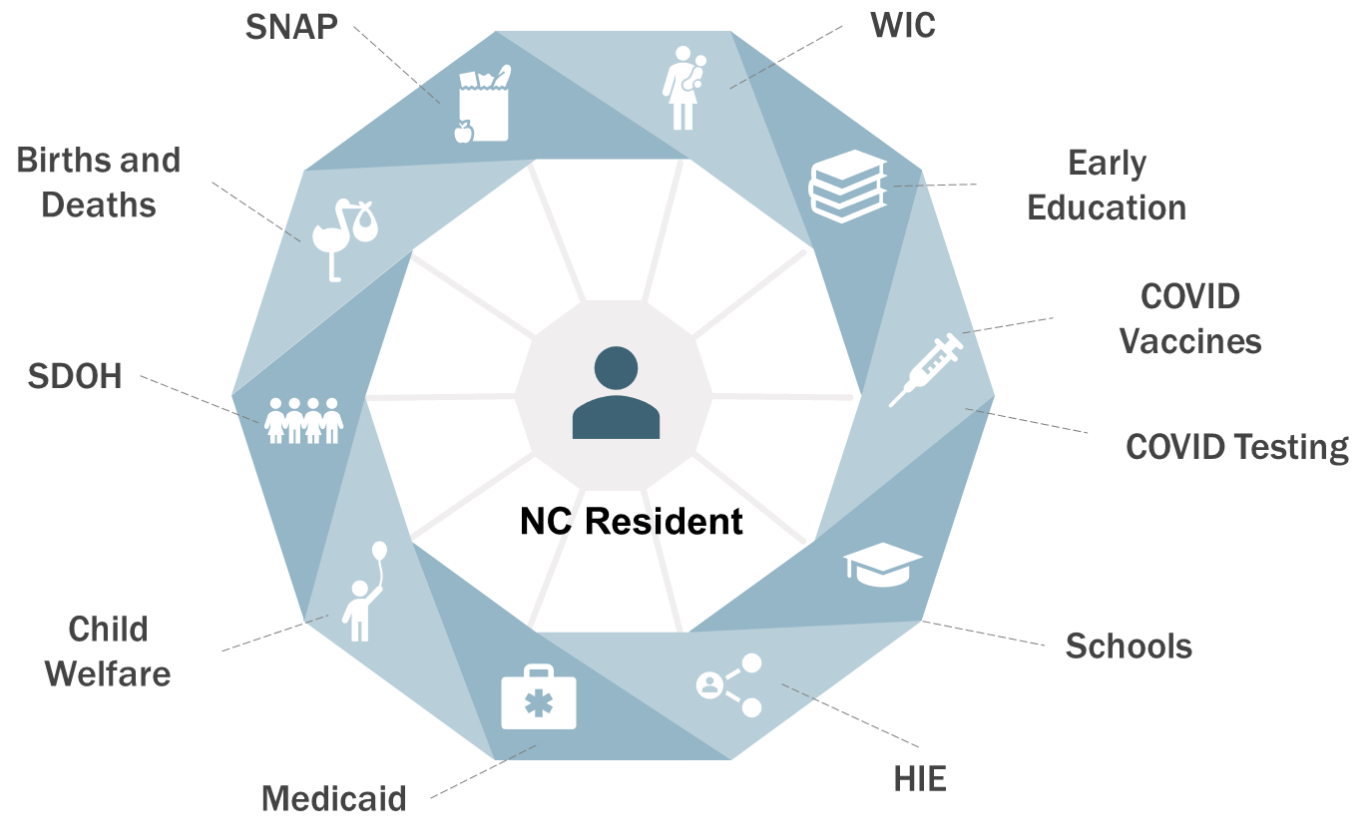 SNAP
WIC
Early
Education
COVID
Vaccines
COVID Testing
Schools
HIE
Medicaid
Child
Welfare
SDOH
Births and
Deaths
NC Resident